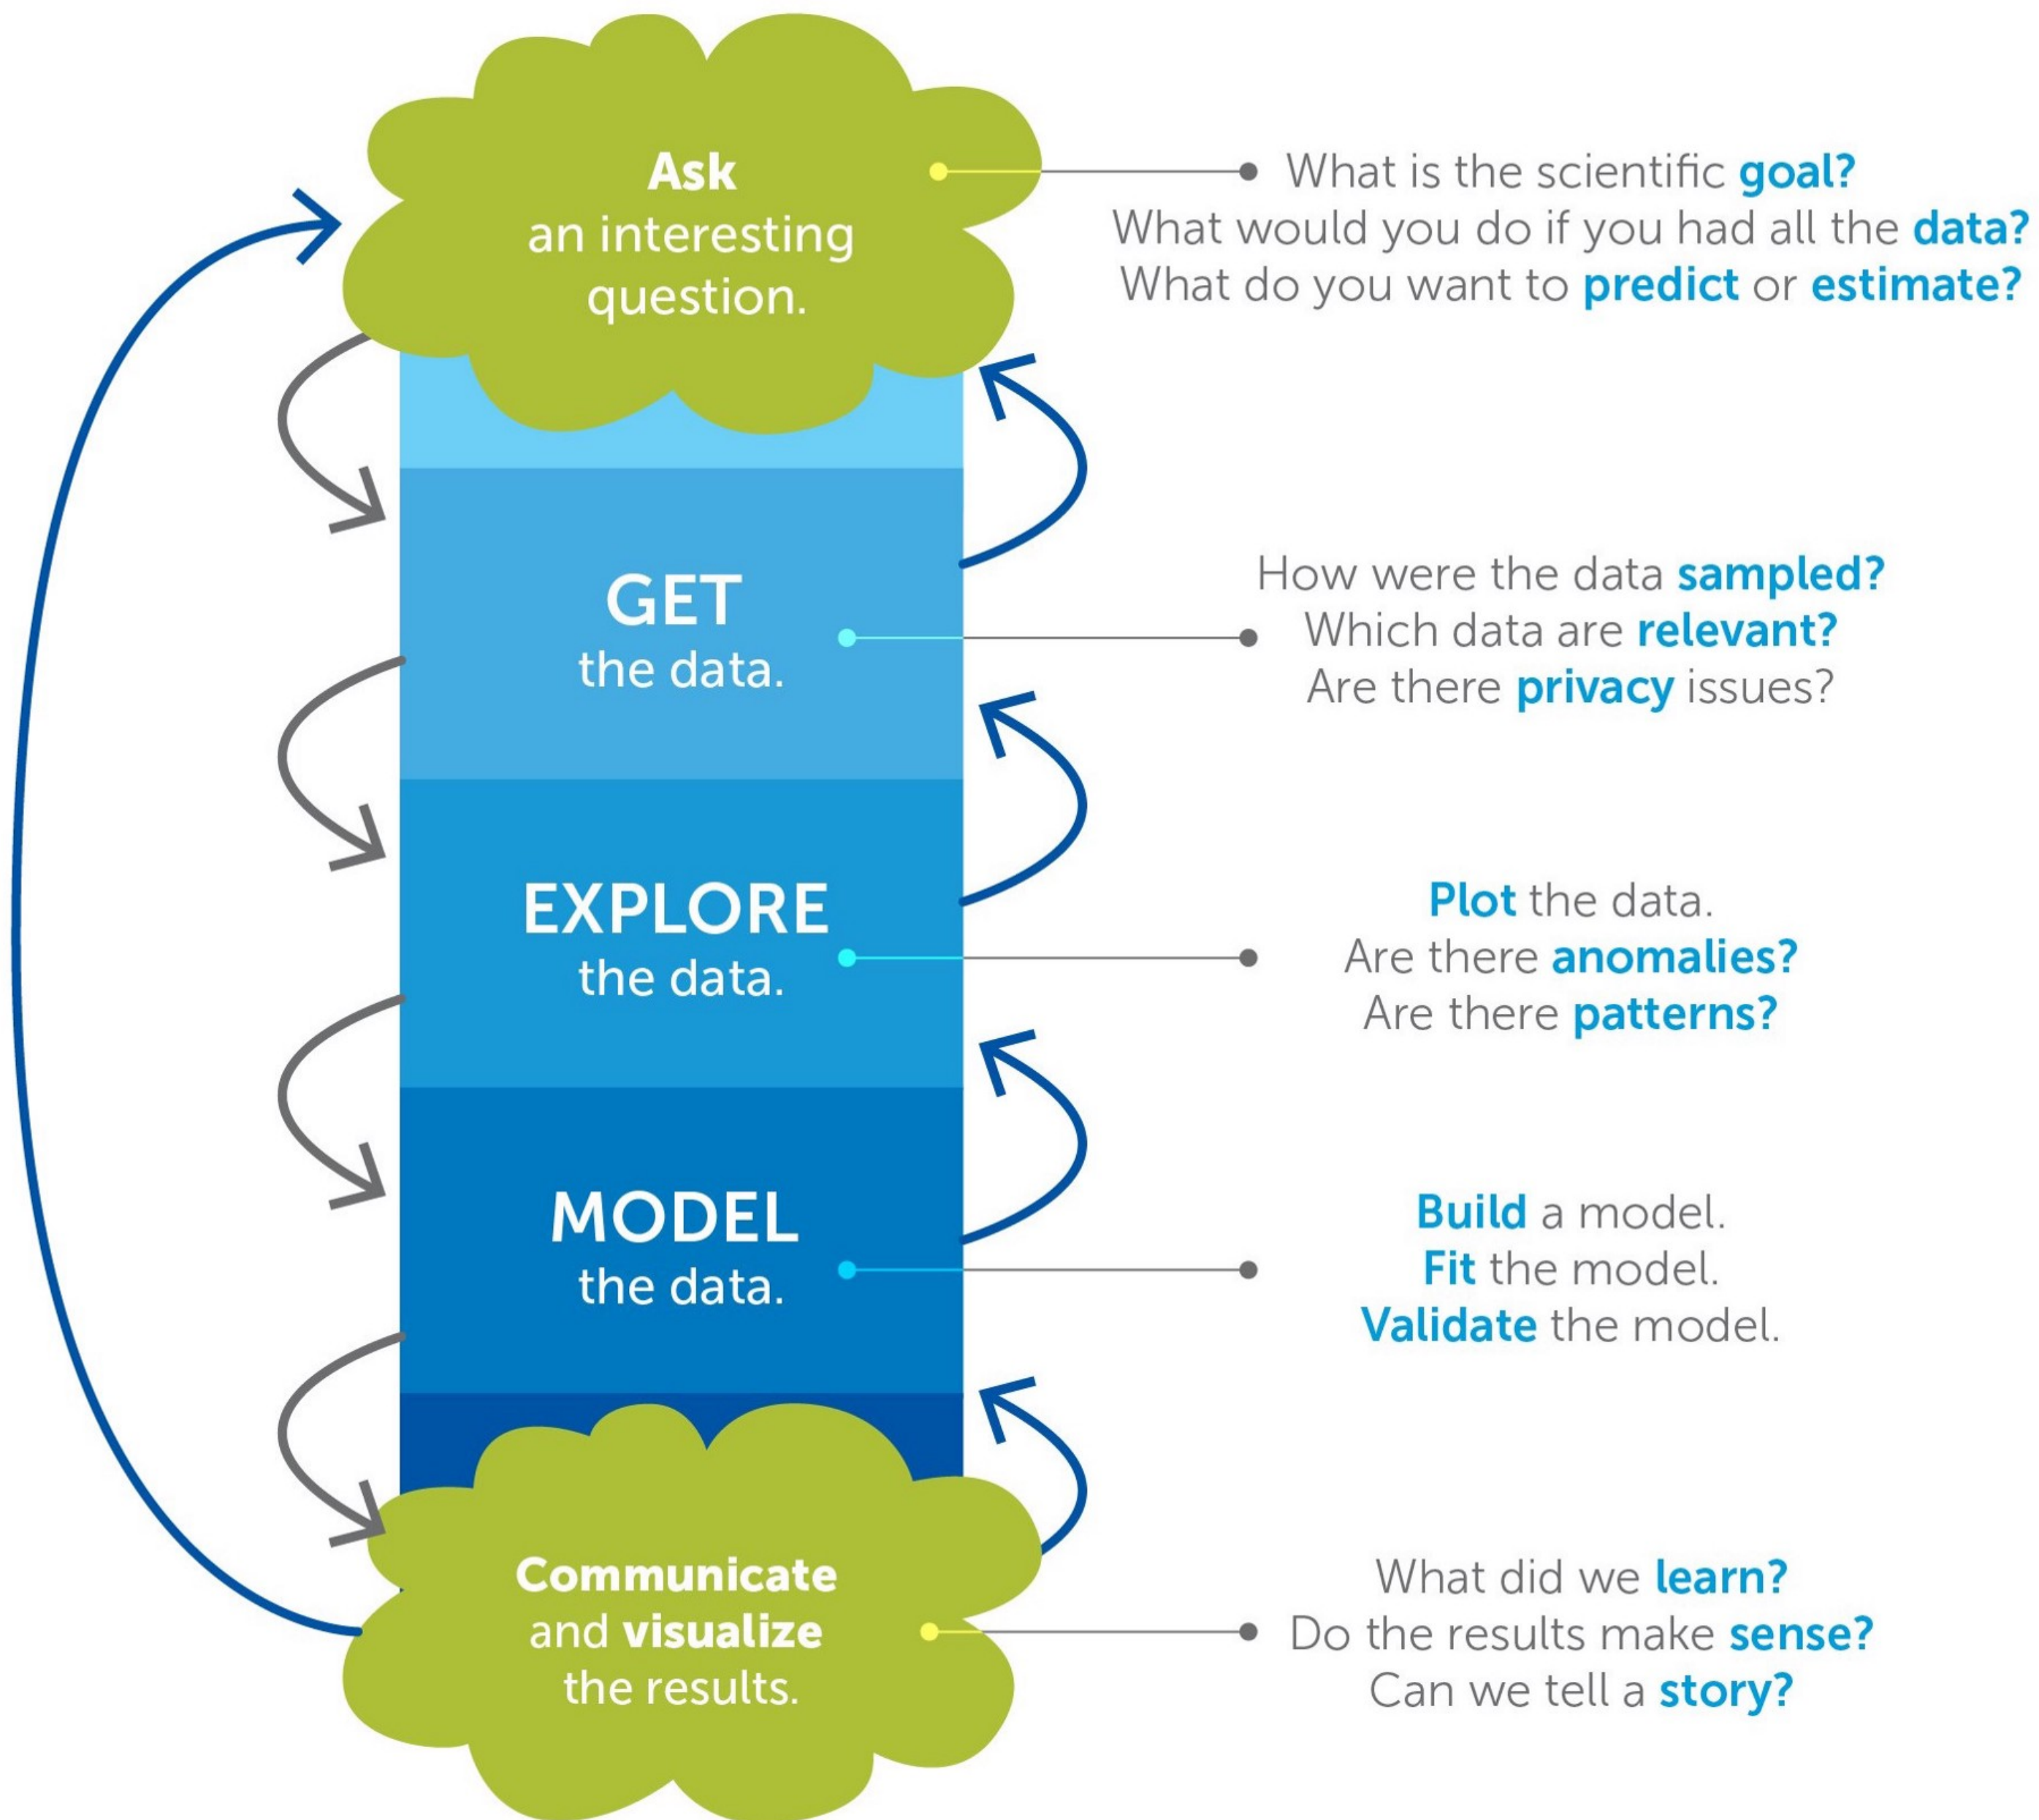 Ask
an interesting
question.
What is the scientific goal?
What would you do if you had all the data?
What do you want to predict or estimate?
GET
the data.
How were the data sampled?
Which data are relevant?
Are there privacy issues?
EXPLORE
the data.
Plot the data.
Are there anomalies?
Are there patterns?
MODEL
the data.
Build a model.
Fit the model.
Validate the model.
Communicate
and visualize
the results.
What did we learn?
Do the results make sense?
Can we tell a story?